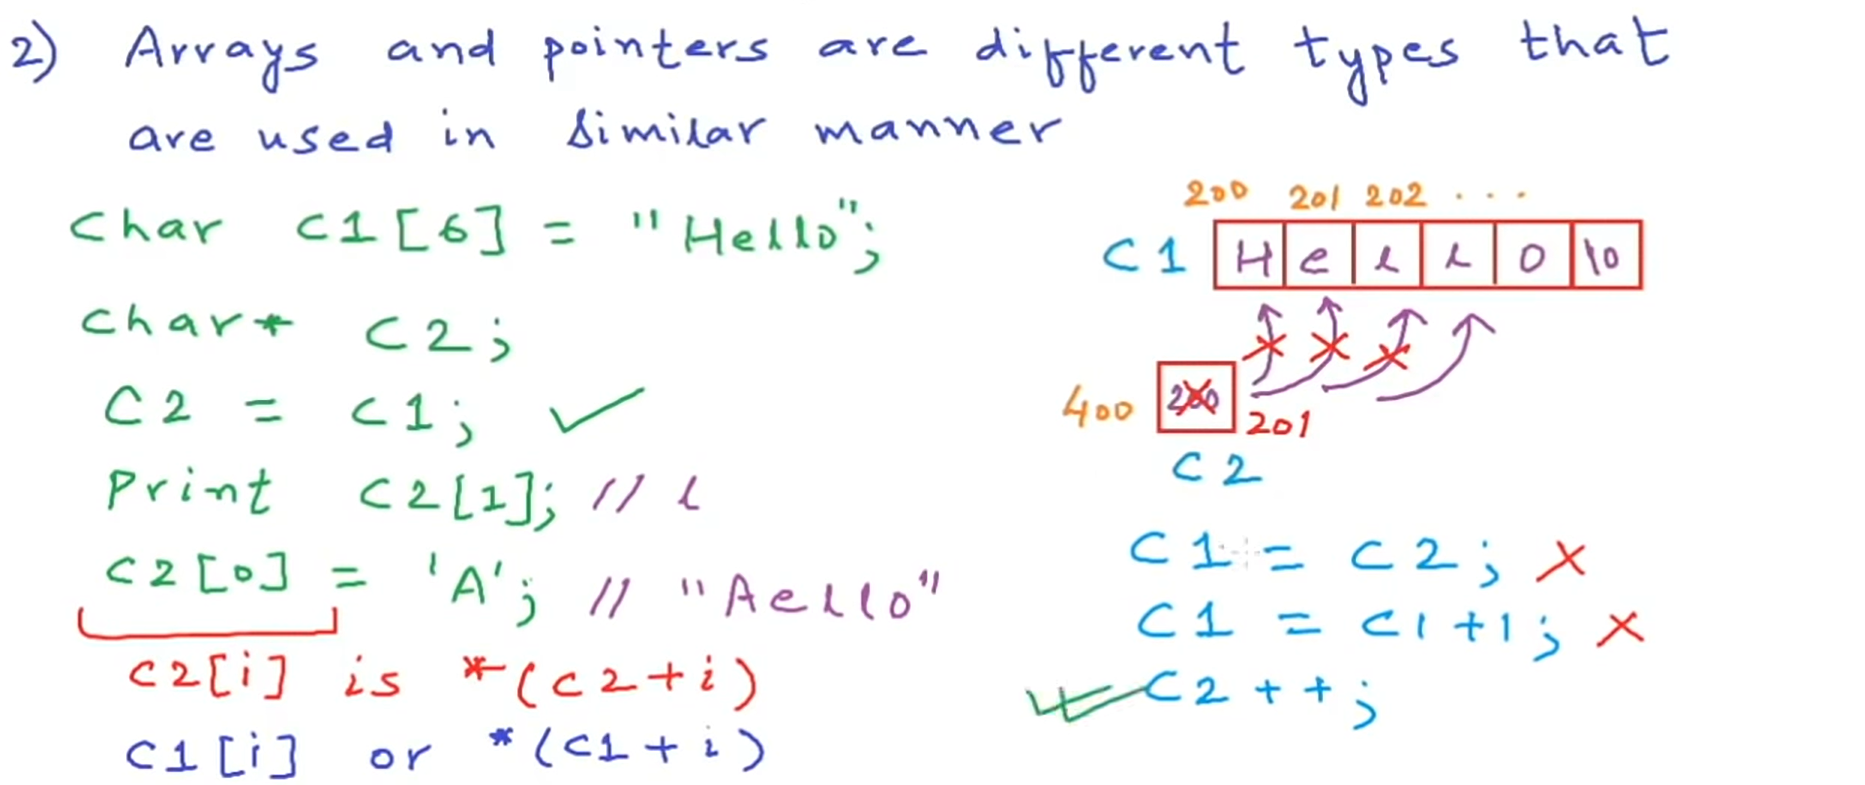 2) Arrays and pointers are different types that
are used in similar manner
Char C1[6] = "Hello";
Char* C2;
C2 = C1; ✓
Print C2[1]; // l
C2[0] = 'A'; // "Aello"
C2[i] is *(C2+i)
C1[i] or *(C1+i)
200 201 202 ...
C1 H e l l o \0
400 200 201
C2
C1 = C2; X
C1 = C1+1; X
✓ C2++;